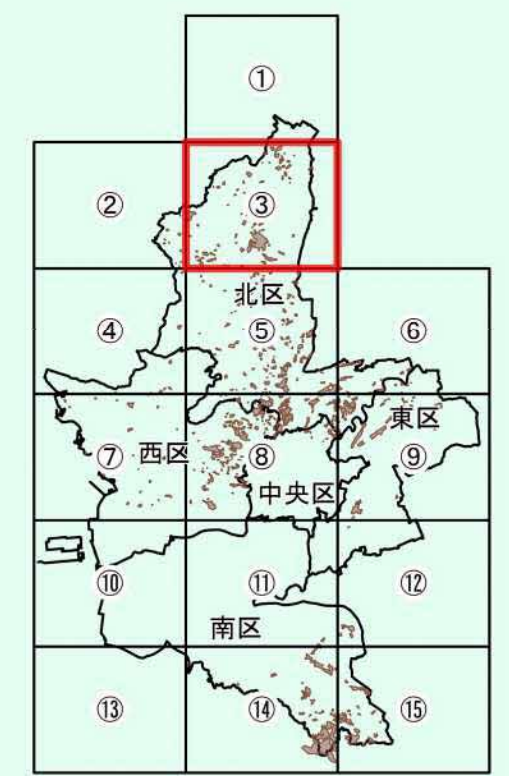 ①
② ③
北区
④ ⑤ ⑥
東区
⑦ 西区 ⑧ ⑨
中央区
⑩ ⑪ ⑫
南区
⑬ ⑭ ⑮